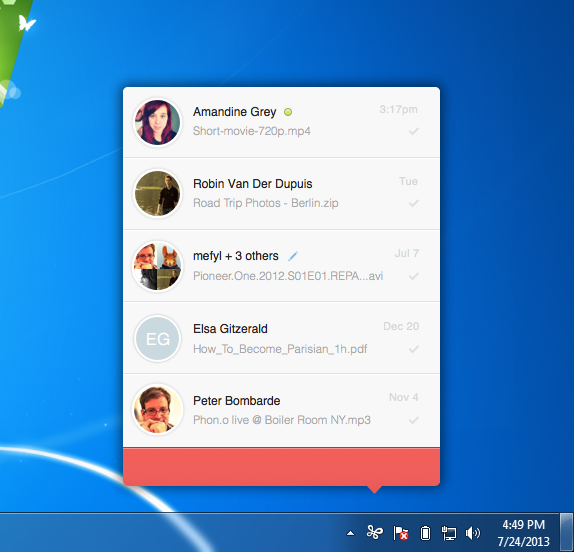 Amandine Grey 3:17pm
Short-movie-720p.mp4
Robin Van Der Dupuis Tue
Road Trip Photos - Berlin.zip
mefyl + 3 others Jul 7
Pioneer.One.2012.S01E01.REPA...avi
EG Elsa Gitzerald Dec 20
How_To_Become_Parisian_1h.pdf
Peter Bombarde Nov 4
Phon.o live @ Boiler Room NY.mp3
4:49 PM
7/24/2013